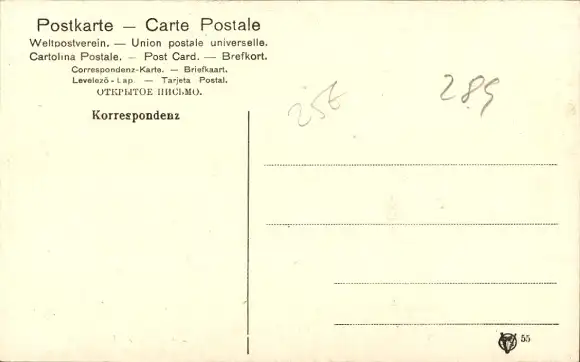 Postkarte — Carte Postale
Weltpostverein. — Union postale universelle.
Cartolina Postale. — Post Card. — Brefkort.
Correspondenz-Karte. — Briefkaart.
Levelező-Lap. — Tarjeta Postal.
ОТКРЫТОЕ ПИСЬМО.
Korrespondenz
289
55